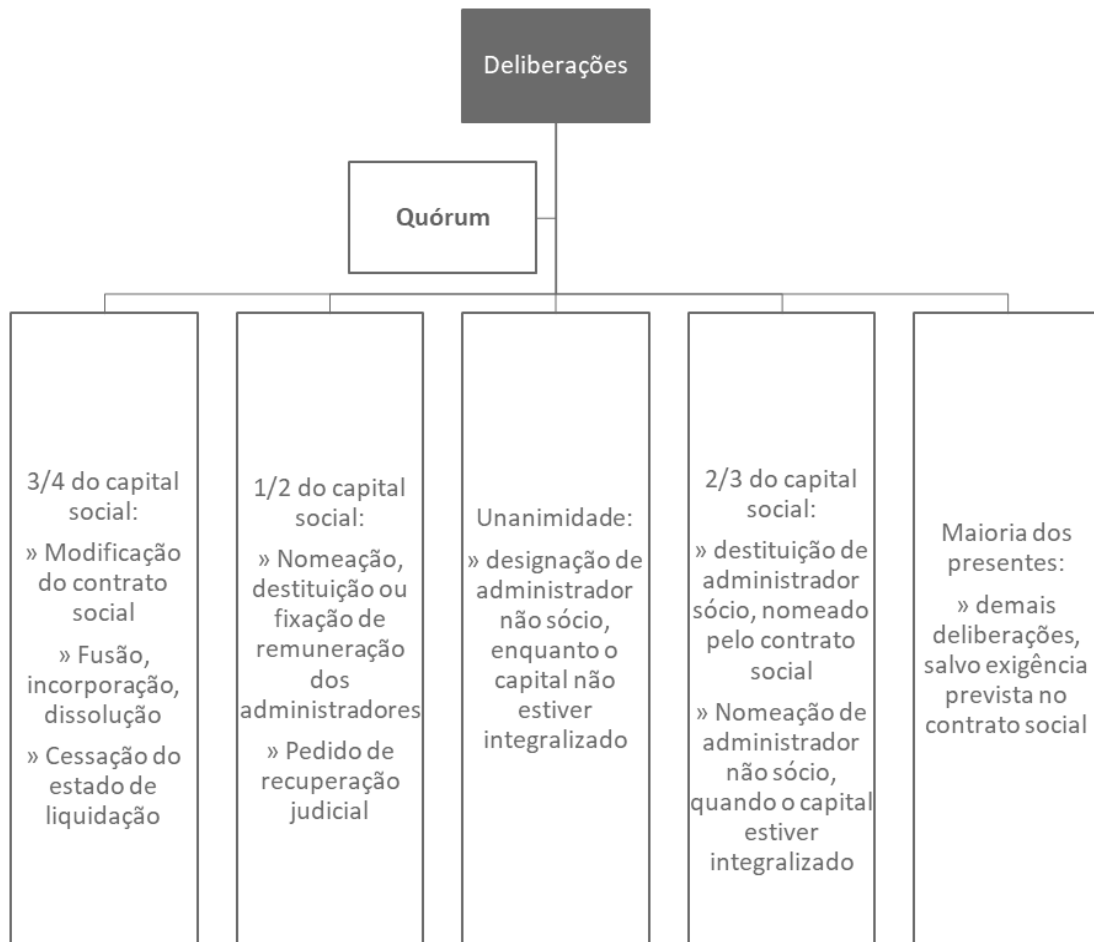 Deliberações
Quórum
3/4 do capital
social:
» Modificação
do contrato
social
» Fusão,
incorporação,
dissolução
» Cessação do
estado de
liquidação
1/2 do capital
social:
» Nomeação,
destituição ou
fixação de
remuneração
dos
administradores
» Pedido de
recuperação
judicial
Unanimidade:
» designação de
administrador
não sócio,
enquanto o
capital não
estiver
integralizado
2/3 do capital
social:
» destituição de
administrador
sócio, nomeado
pelo contrato
social
» Nomeação de
administrador
não sócio,
quando o capital
estiver
integralizado
Maioria dos
presentes:
» demais
deliberações,
salvo exigência
prevista no
contrato social